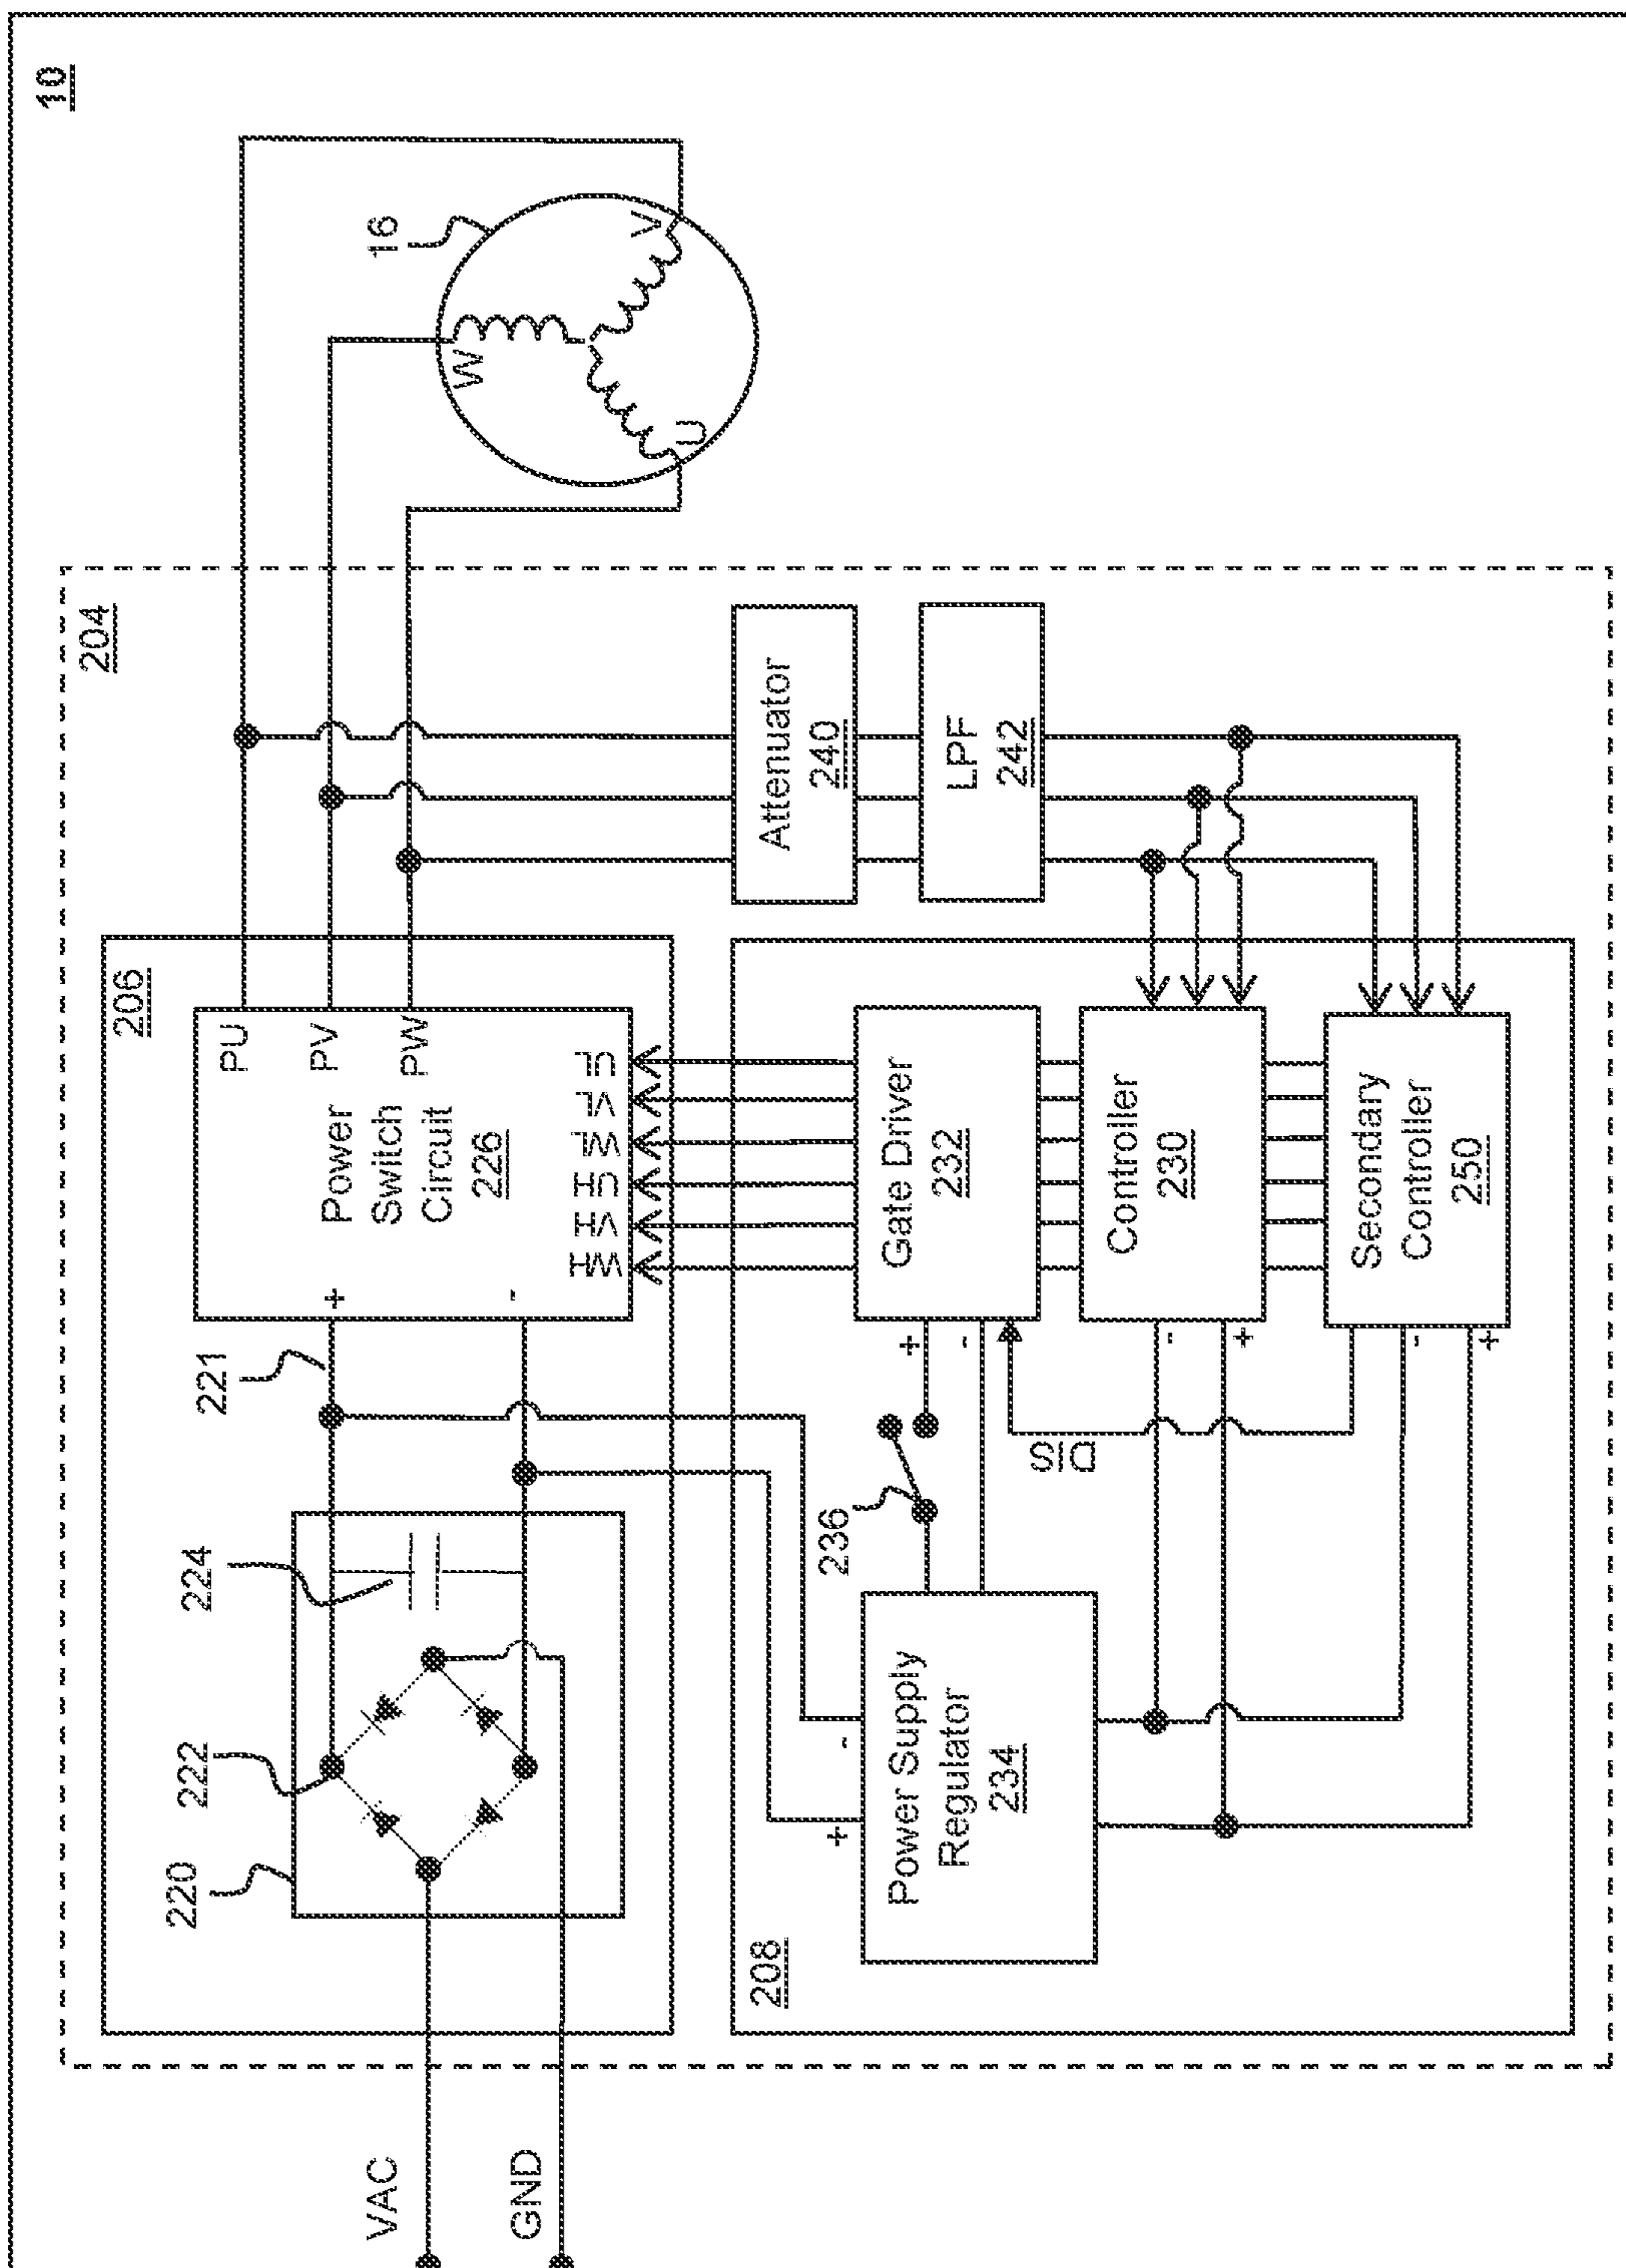 10
16
W
V
U
204
206
PU
PV
PW
Power
Switch
Circuit
226
+
-
WH
VH
UH
WL
VL
UL
221
224
222
220
VAC
GND
Attenuator
240
LPF
242
208
Gate Driver
232
+
-
Controller
230
-
+
Secondary
Controller
250
-
+
DIS
236
Power Supply
Regulator
234
-
+